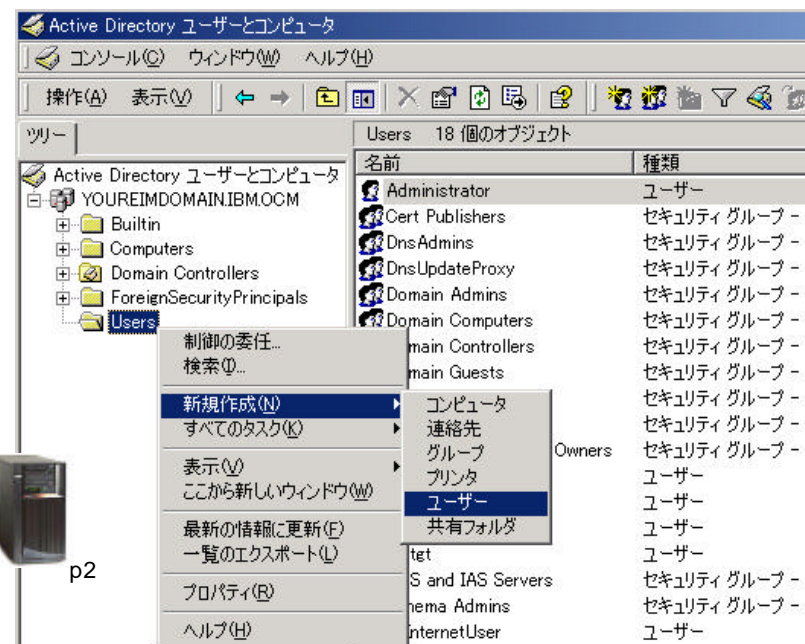 Active Directory ユーザーとコンピュータ
コンソール(C) ウィンドウ(W) ヘルプ(H)
操作(A) 表示(V)
ツリー
Users 18 個のオブジェクト
Active Directory ユーザーとコンピュータ
YOUREIMDOMAIN.IBM.OCM
Builtin
Computers
Domain Controllers
ForeignSecurityPrincipals
Users
名前 種類
Administrator ユーザー
Cert Publishers セキュリティ グループ -
DnsAdmins セキュリティ グループ -
DnsUpdateProxy セキュリティ グループ -
Domain Admins セキュリティ グループ -
Domain Computers セキュリティ グループ -
main Controllers セキュリティ グループ -
main Guests セキュリティ グループ -
セキュリティ グループ -
セキュリティ グループ -
Owners セキュリティ グループ -
ユーザー
ユーザー
ユーザー
tgt ユーザー
S and IAS Servers セキュリティ グループ -
hema Admins セキュリティ グループ -
InternetUser ユーザー
制御の委任...
検索(I)...
新規作成(N)
すべてのタスク(K)
表示(V)
ここから新しいウィンドウ(W)
最新の情報に更新(F)
一覧のエクスポート(L)
プロパティ(R)
ヘルプ(H)
コンピュータ
連絡先
グループ
プリンタ
ユーザー
共有フォルダ
p2